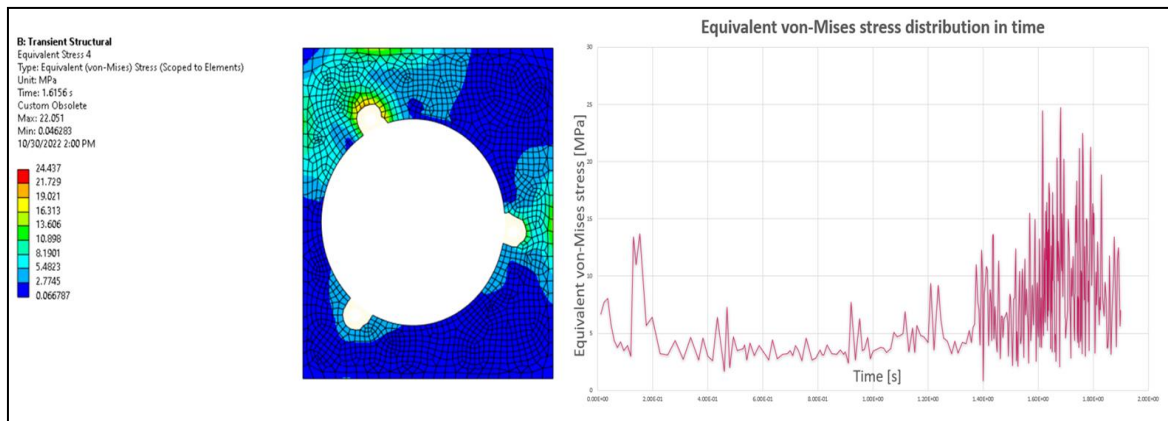 B: Transient Structural
Equivalent Stress 4
Type: Equivalent (von-Mises) Stress (Scoped to Elements)
Unit: MPa
Time: 1.6156 s
Custom Obsolete
Max: 22.051
Min: 0.046283
10/30/2022 2:00 PM
24.437
21.729
19.021
16.313
13.606
10.898
8.1901
5.4823
2.7745
0.066787
Equivalent von-Mises stress distribution in time
Equivalent von-Mises stress [MPa]
30
25
20
15
10
5
0
Time [s]
0.00E+00
2.00E-01
4.00E-01
6.00E-01
8.00E-01
1.00E+00
1.20E+00
1.40E+00
1.60E+00
1.80E+00
2.00E+00